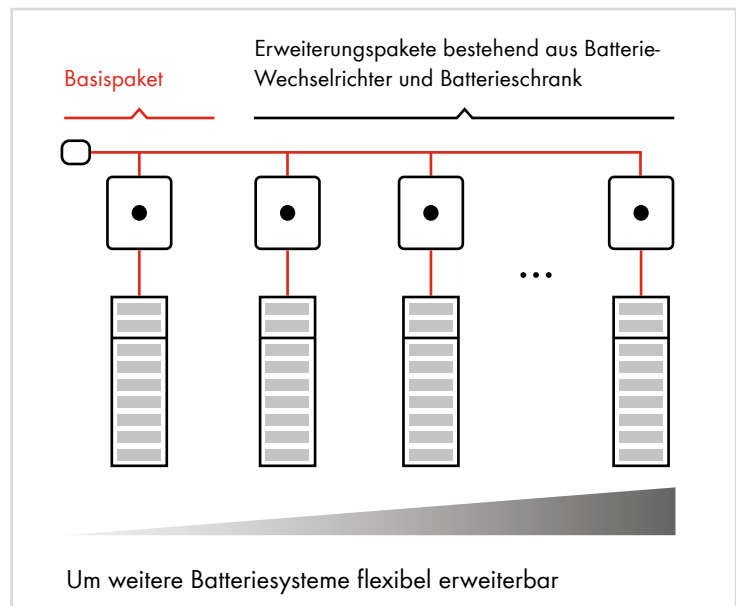 Basispaket
Erweiterungspakete bestehend aus Batterie-
Wechselrichter und Batterieschrank
Um weitere Batteriesysteme flexibel erweiterbar